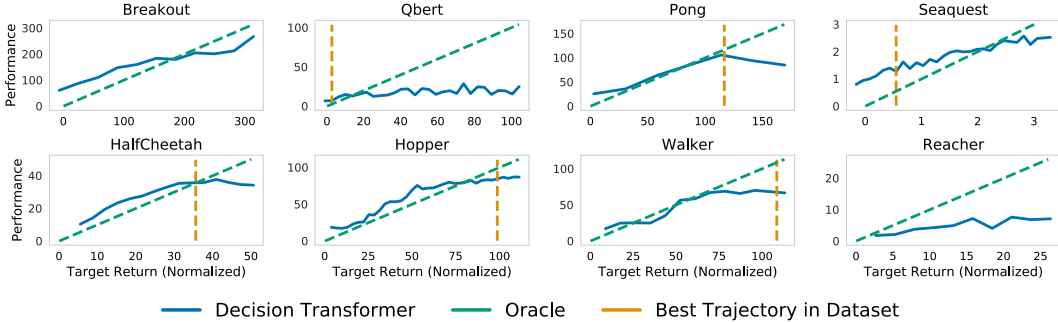 Breakout Qbert Pong Seaquest
Performance
300
200
100
0
0 100 200 300
100
50
0
0 20 40 60 80 100
150
100
50
0
0 50 100 150
3
2
1
0
0 1 2 3
HalfCheetah Hopper Walker Reacher
Performance
40
20
0
0 10 20 30 40 50
100
50
0
0 25 50 75 100
100
50
0
0 25 50 75 100
20
10
0
0 5 10 15 20 25
Target Return (Normalized) Target Return (Normalized) Target Return (Normalized) Target Return (Normalized)
Decision Transformer Oracle Best Trajectory in Dataset